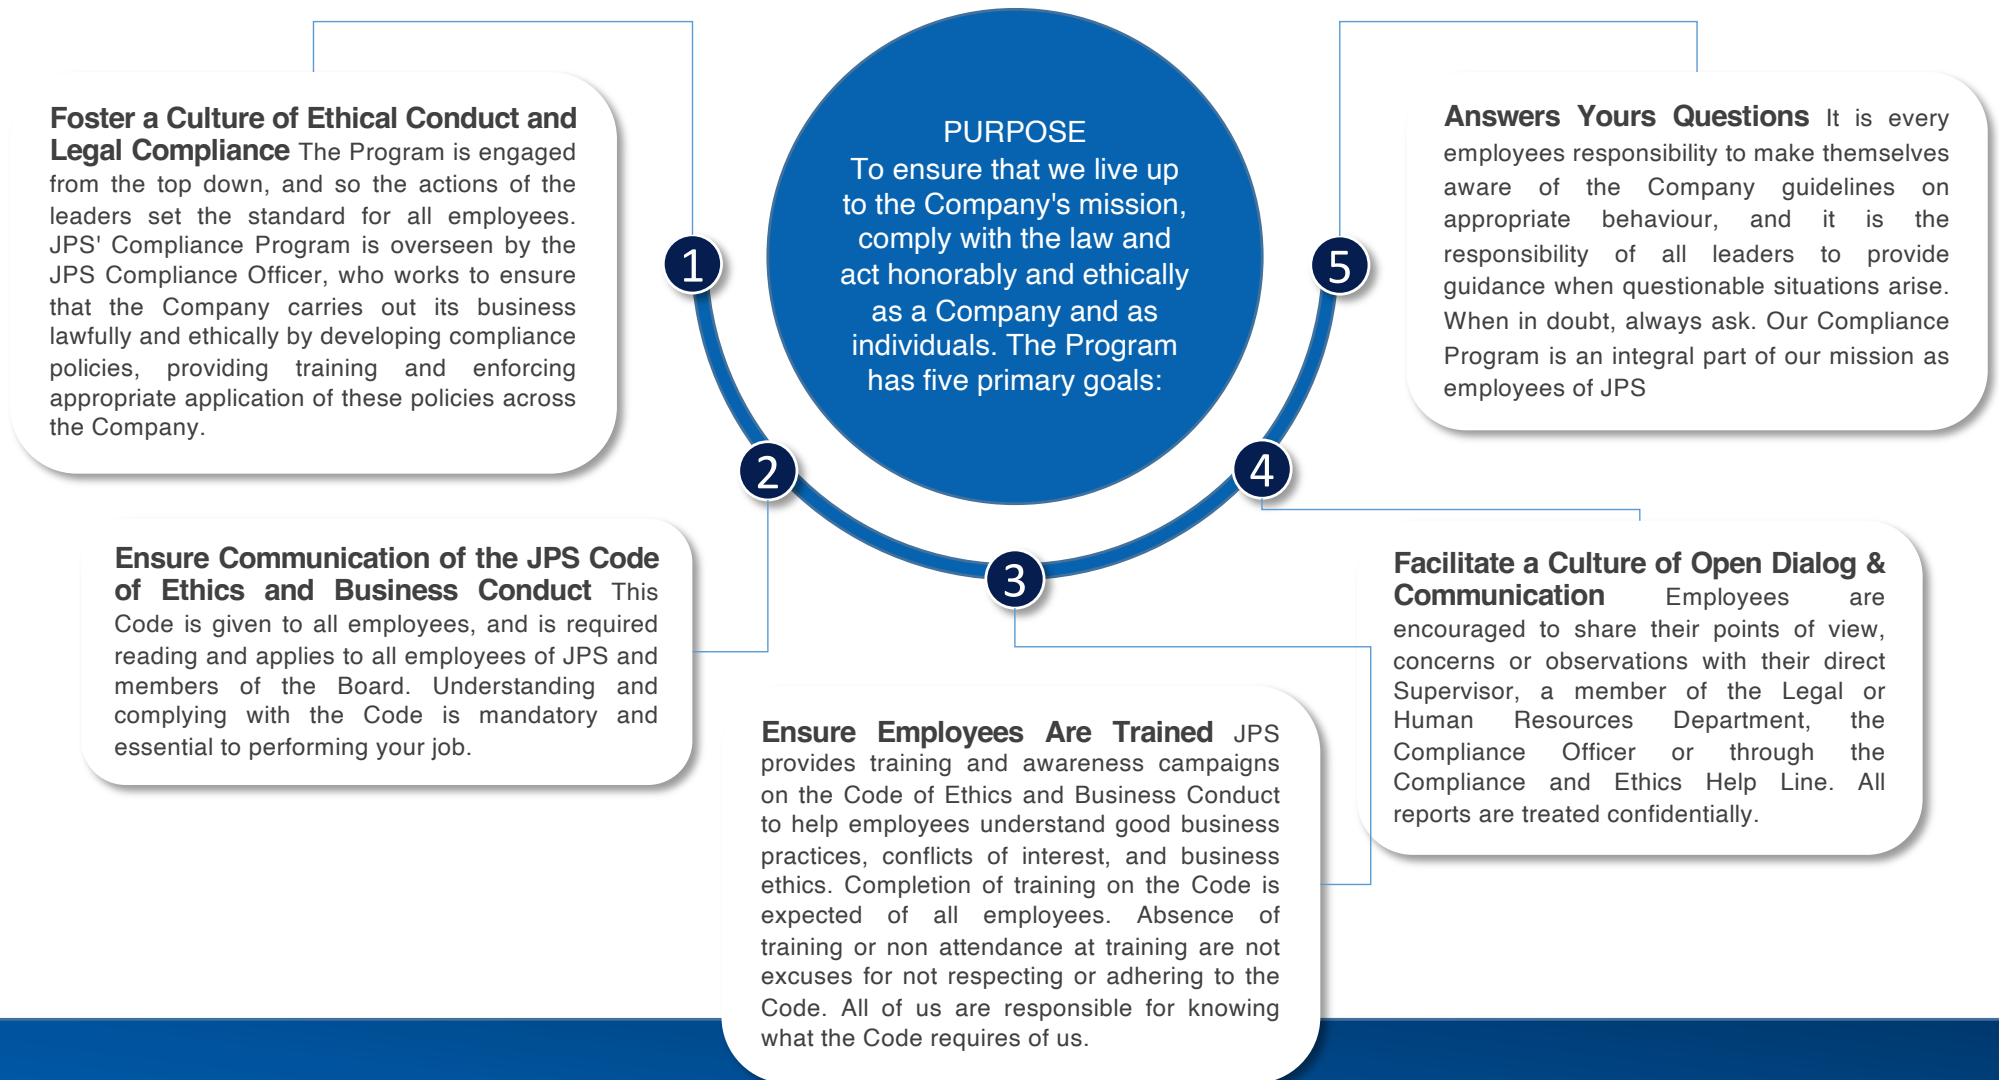 PURPOSE
To ensure that we live up
to the Company's mission,
comply with the law and
act honorably and ethically
as a Company and as
individuals. The Program
has five primary goals:
1
Foster a Culture of Ethical Conduct and
Legal Compliance The Program is engaged
from the top down, and so the actions of the
leaders set the standard for all employees.
JPS' Compliance Program is overseen by the
JPS Compliance Officer, who works to ensure
that the Company carries out its business
lawfully and ethically by developing compliance
policies, providing training and enforcing
appropriate application of these policies across
the Company.
2
Ensure Communication of the JPS Code
of Ethics and Business Conduct This
Code is given to all employees, and is required
reading and applies to all employees of JPS and
members of the Board. Understanding and
complying with the Code is mandatory and
essential to performing your job.
3
Ensure Employees Are Trained JPS
provides training and awareness campaigns
on the Code of Ethics and Business Conduct
to help employees understand good business
practices, conflicts of interest, and business
ethics. Completion of training on the Code is
expected of all employees. Absence of
training or non attendance at training are not
excuses for not respecting or adhering to the
Code. All of us are responsible for knowing
what the Code requires of us.
4
Facilitate a Culture of Open Dialog &
Communication Employees are
encouraged to share their points of view,
concerns or observations with their direct
Supervisor, a member of the Legal or
Human Resources Department, the
Compliance Officer or through the
Compliance and Ethics Help Line. All
reports are treated confidentially.
5
Answers Yours Questions It is every
employees responsibility to make themselves
aware of the Company guidelines on
appropriate behaviour, and it is the
responsibility of all leaders to provide
guidance when questionable situations arise.
When in doubt, always ask. Our Compliance
Program is an integral part of our mission as
employees of JPS